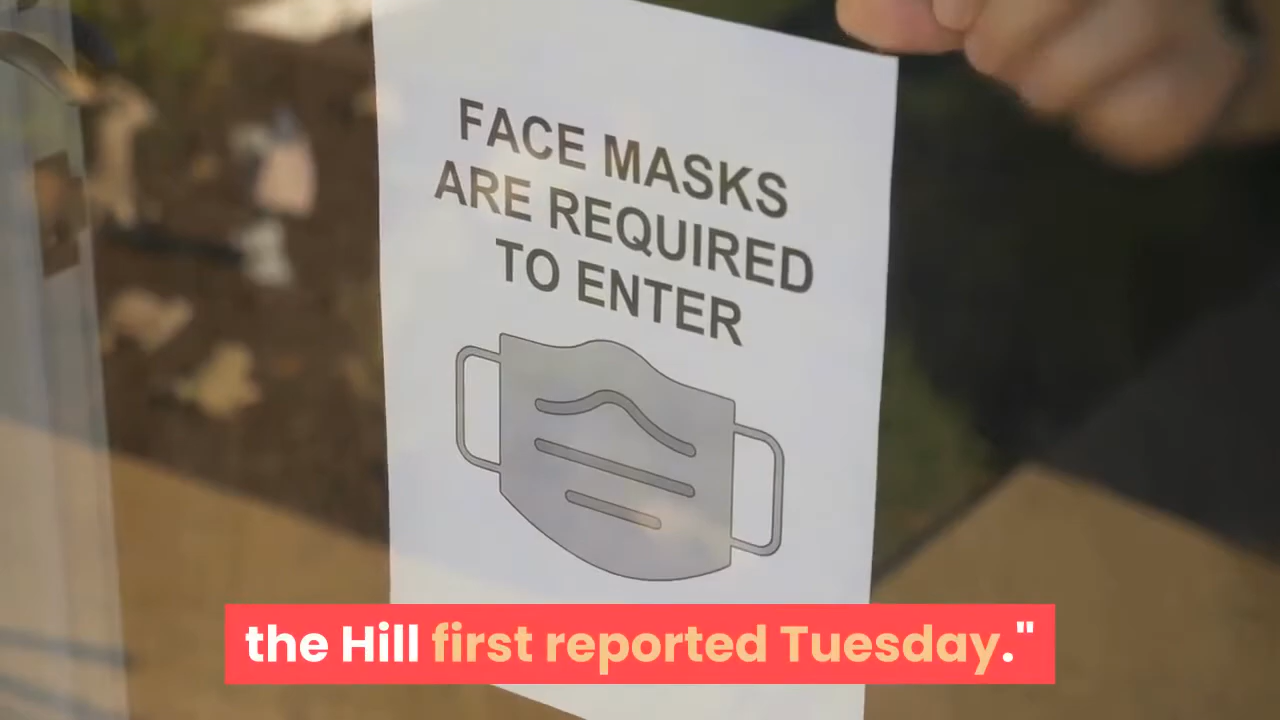 FACE MASKS
ARE REQUIRED
TO ENTER
the Hill first reported Tuesday."